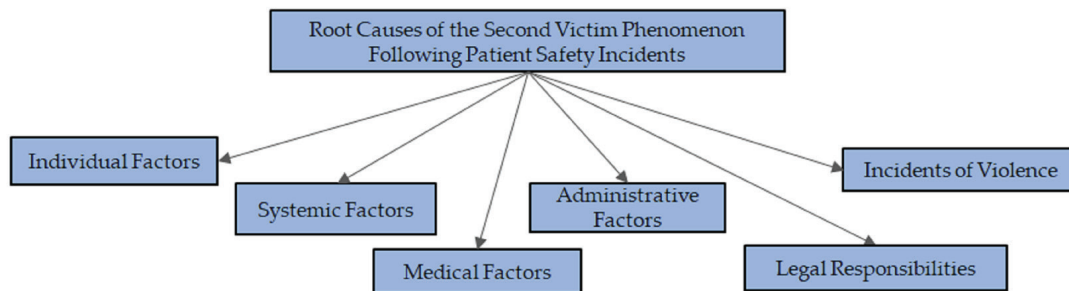 Root Causes of the Second Victim Phenomenon
Following Patient Safety Incidents
Individual Factors
Systemic Factors
Medical Factors
Administrative
Factors
Legal Responsibilities
Incidents of Violence